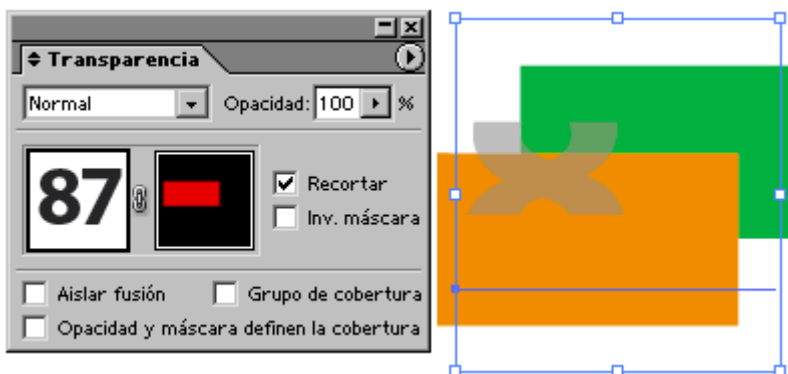 Transparencia
Normal Opacidad: 100 %
87
Recortar
Inv. máscara
Aislar fusión Grupo de cobertura
Opacidad y máscara definen la cobertura